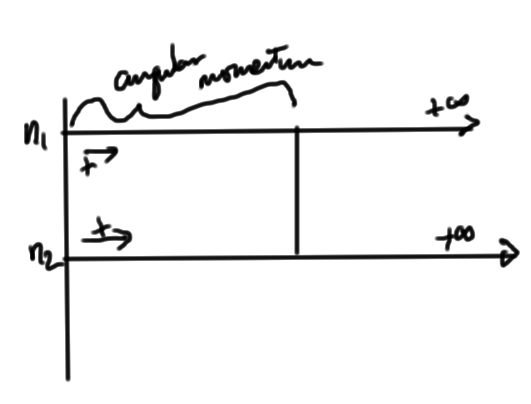 angular momentum
+∞
n1
+
+
+∞
n2